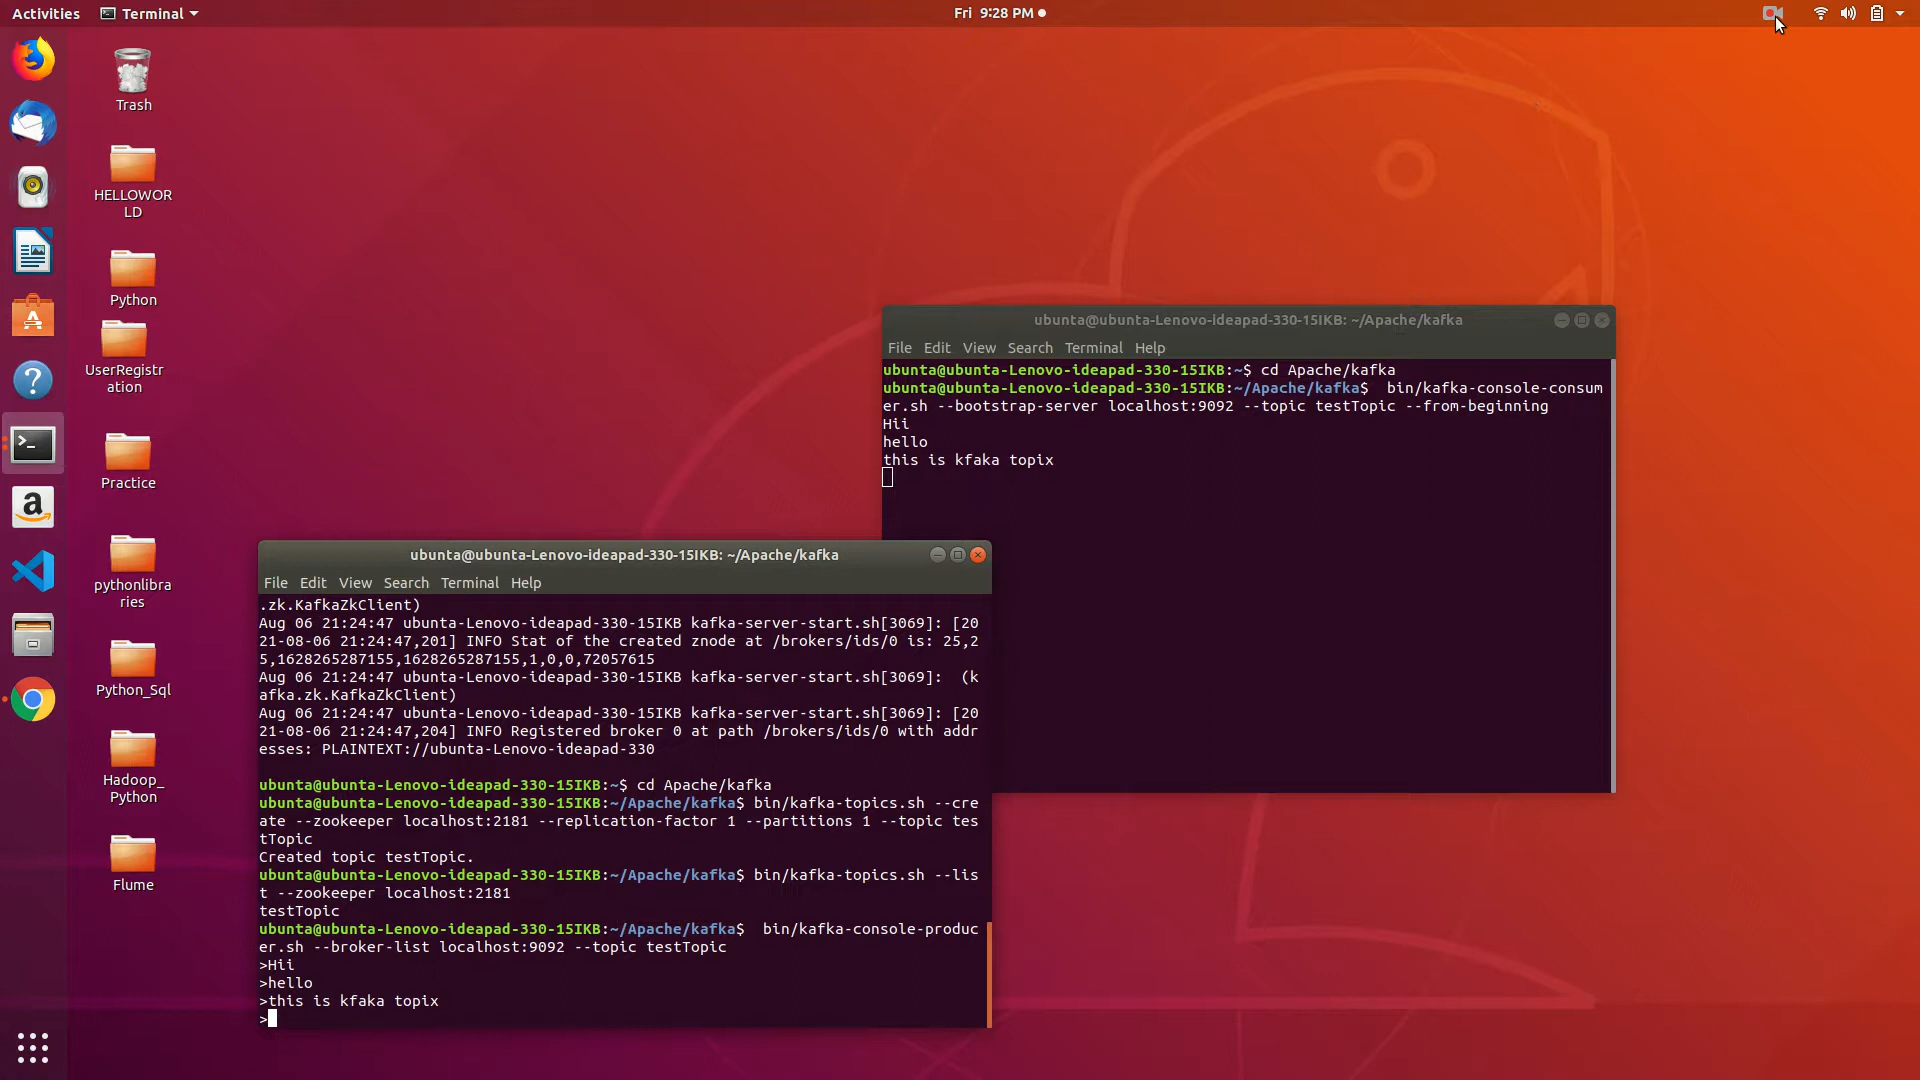 Activities
Terminal
Fri 9:28 PM
Trash
HELLOWOR
LD
Python
UserRegistr
ation
Practice
pythonlibra
ries
Python_Sql
Hadoop_
Python
Flume
ubunta@ubunta-Lenovo-ideapad-330-15IKB: ~/Apache/kafka
File Edit View Search Terminal Help
ubunta@ubunta-Lenovo-ideapad-330-15IKB:~$ cd Apache/kafka
ubunta@ubunta-Lenovo-ideapad-330-15IKB:~/Apache/kafka$  bin/kafka-console-consum
er.sh --bootstrap-server localhost:9092 --topic testTopic --from-beginning
Hii
hello
this is kfaka topix
ubunta@ubunta-Lenovo-ideapad-330-15IKB: ~/Apache/kafka
File Edit View Search Terminal Help
.zk.KafkaZkClient)
Aug 06 21:24:47 ubunta-Lenovo-ideapad-330-15IKB kafka-server-start.sh[3069]: [20
21-08-06 21:24:47,201] INFO Stat of the created znode at /brokers/ids/0 is: 25,2
5,1628265287155,1628265287155,1,0,0,72057615
Aug 06 21:24:47 ubunta-Lenovo-ideapad-330-15IKB kafka-server-start.sh[3069]:  (k
afka.zk.KafkaZkClient)
Aug 06 21:24:47 ubunta-Lenovo-ideapad-330-15IKB kafka-server-start.sh[3069]: [20
21-08-06 21:24:47,204] INFO Registered broker 0 at path /brokers/ids/0 with addr
esses: PLAINTEXT://ubunta-Lenovo-ideapad-330
ubunta@ubunta-Lenovo-ideapad-330-15IKB:~$ cd Apache/kafka
ubunta@ubunta-Lenovo-ideapad-330-15IKB:~/Apache/kafka$ bin/kafka-topics.sh --cre
ate --zookeeper localhost:2181 --replication-factor 1 --partitions 1 --topic tes
tTopic
Created topic testTopic.
ubunta@ubunta-Lenovo-ideapad-330-15IKB:~/Apache/kafka$ bin/kafka-topics.sh --lis
t --zookeeper localhost:2181
testTopic
ubunta@ubunta-Lenovo-ideapad-330-15IKB:~/Apache/kafka$  bin/kafka-console-produc
er.sh --broker-list localhost:9092 --topic testTopic
>Hii
>hello
>this is kfaka topix
>